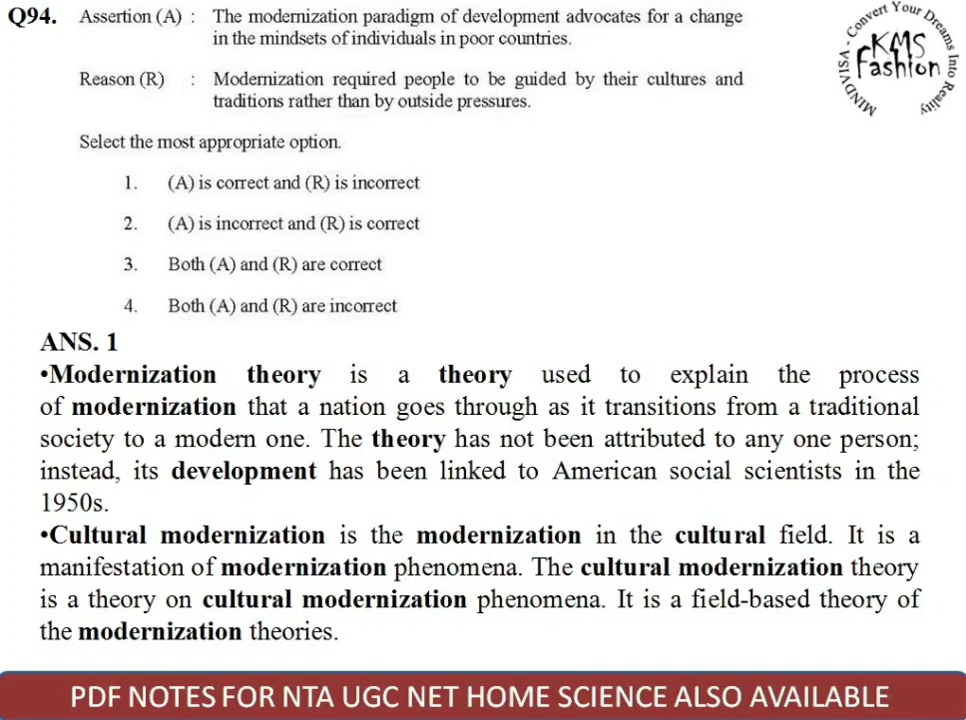 Q94. Assertion (A) : The modernization paradigm of development advocates for a change
in the mindsets of individuals in poor countries.
Reason (R) : Modernization required people to be guided by their cultures and
traditions rather than by outside pressures.
Select the most appropriate option.
1. (A) is correct and (R) is incorrect
2. (A) is incorrect and (R) is correct
3. Both (A) and (R) are correct
4. Both (A) and (R) are incorrect
MINDVISA - Convert Your Dreams Into Reality
KMS
Fashion
ANS. 1
•Modernization theory is a theory used to explain the process
of modernization that a nation goes through as it transitions from a traditional
society to a modern one. The theory has not been attributed to any one person;
instead, its development has been linked to American social scientists in the
1950s.
•Cultural modernization is the modernization in the cultural field. It is a
manifestation of modernization phenomena. The cultural modernization theory
is a theory on cultural modernization phenomena. It is a field-based theory of
the modernization theories.
PDF NOTES FOR NTA UGC NET HOME SCIENCE ALSO AVAILABLE